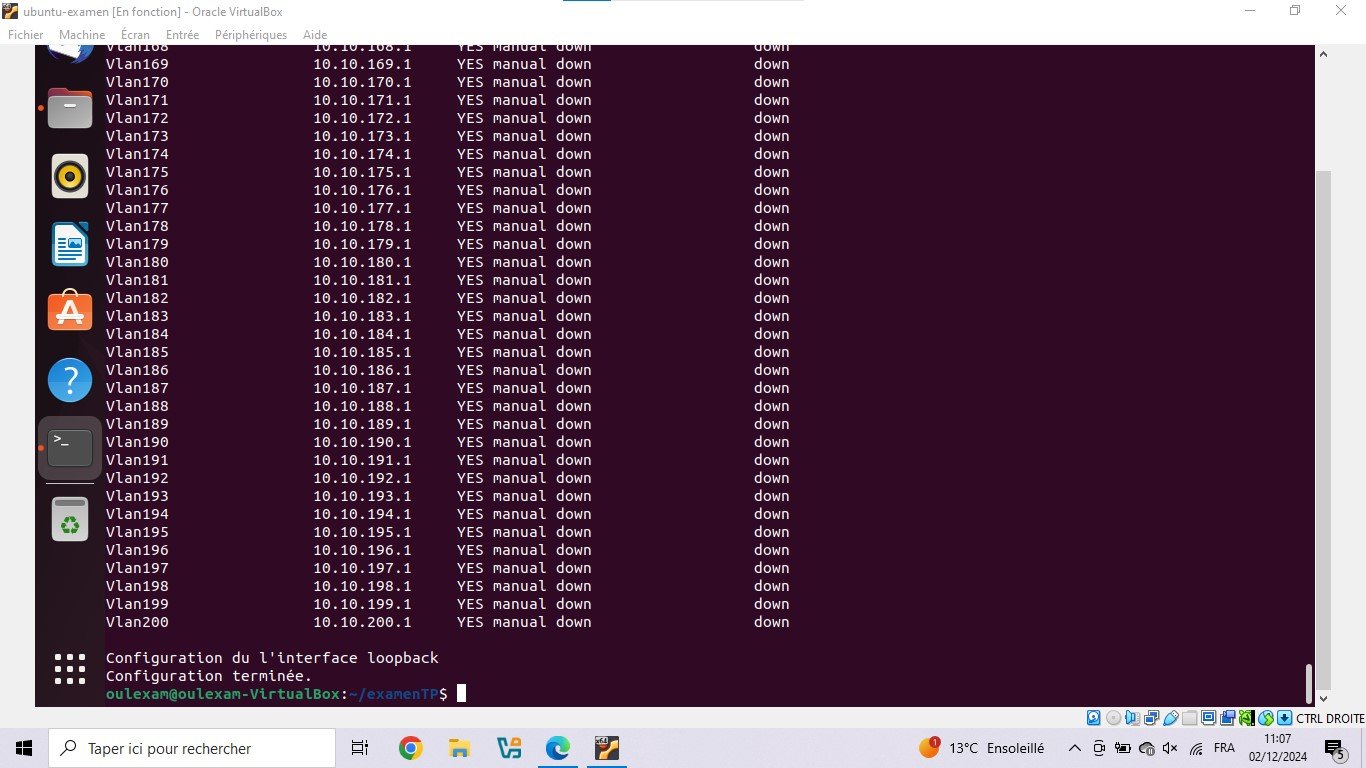 ubuntu-examen [En fonction] - Oracle VirtualBox
Fichier Machine Écran Entrée Périphériques Aide
Vlan168 10.10.168.1 YES manual down down
Vlan169 10.10.169.1 YES manual down down
Vlan170 10.10.170.1 YES manual down down
Vlan171 10.10.171.1 YES manual down down
Vlan172 10.10.172.1 YES manual down down
Vlan173 10.10.173.1 YES manual down down
Vlan174 10.10.174.1 YES manual down down
Vlan175 10.10.175.1 YES manual down down
Vlan176 10.10.176.1 YES manual down down
Vlan177 10.10.177.1 YES manual down down
Vlan178 10.10.178.1 YES manual down down
Vlan179 10.10.179.1 YES manual down down
Vlan180 10.10.180.1 YES manual down down
Vlan181 10.10.181.1 YES manual down down
Vlan182 10.10.182.1 YES manual down down
Vlan183 10.10.183.1 YES manual down down
Vlan184 10.10.184.1 YES manual down down
Vlan185 10.10.185.1 YES manual down down
Vlan186 10.10.186.1 YES manual down down
Vlan187 10.10.187.1 YES manual down down
Vlan188 10.10.188.1 YES manual down down
Vlan189 10.10.189.1 YES manual down down
Vlan190 10.10.190.1 YES manual down down
Vlan191 10.10.191.1 YES manual down down
Vlan192 10.10.192.1 YES manual down down
Vlan193 10.10.193.1 YES manual down down
Vlan194 10.10.194.1 YES manual down down
Vlan195 10.10.195.1 YES manual down down
Vlan196 10.10.196.1 YES manual down down
Vlan197 10.10.197.1 YES manual down down
Vlan198 10.10.198.1 YES manual down down
Vlan199 10.10.199.1 YES manual down down
Vlan200 10.10.200.1 YES manual down down
Configuration du l'interface loopback
Configuration terminée.
oulexam@oulexam-VirtualBox:~/examenTP$
CTRL DROITE
Taper ici pour rechercher
1
13°C Ensoleillé
FRA
11:07
02/12/2024
5